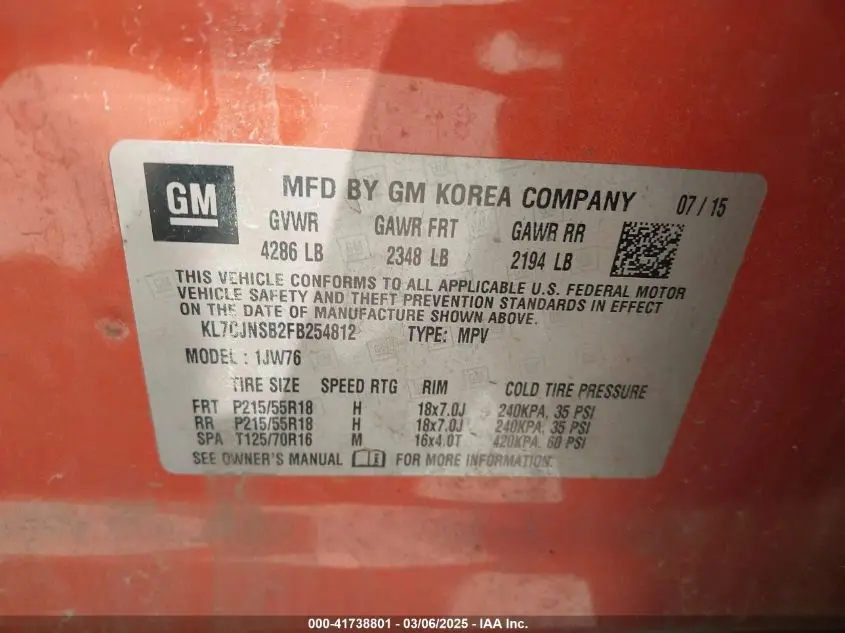 GM
MFD BY GM KOREA COMPANY 07/15
GVWR GAWR FRT GAWR RR
4286 LB 2348 LB 2194 LB
THIS VEHICLE CONFORMS TO ALL APPLICABLE U.S. FEDERAL MOTOR
VEHICLE SAFETY AND THEFT PREVENTION STANDARDS IN EFFECT
ON THE DATE OF MANUFACTURE SHOWN ABOVE.
KL7CJNSB2FB254812 TYPE: MPV
MODEL: 1JW76
TIRE SIZE SPEED RTG RIM COLD TIRE PRESSURE
FRT P215/55R18 H 18x7.0J 240KPA, 35 PSI
RR P215/55R18 H 18x7.0J 240KPA, 35 PSI
SPA T125/70R16 M 16x4.0T 420KPA, 60 PSI
SEE OWNER'S MANUAL FOR MORE INFORMATION.
000-41738801 - 03/06/2025 - IAA Inc.